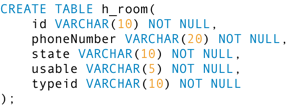 CREATE TABLE h_room(
    id VARCHAR(10) NOT NULL,
    phoneNumber VARCHAR(20) NOT NULL,
    state VARCHAR(10) NOT NULL,
    usable VARCHAR(5) NOT NULL,
    typeid VARCHAR(10) NOT NULL
);